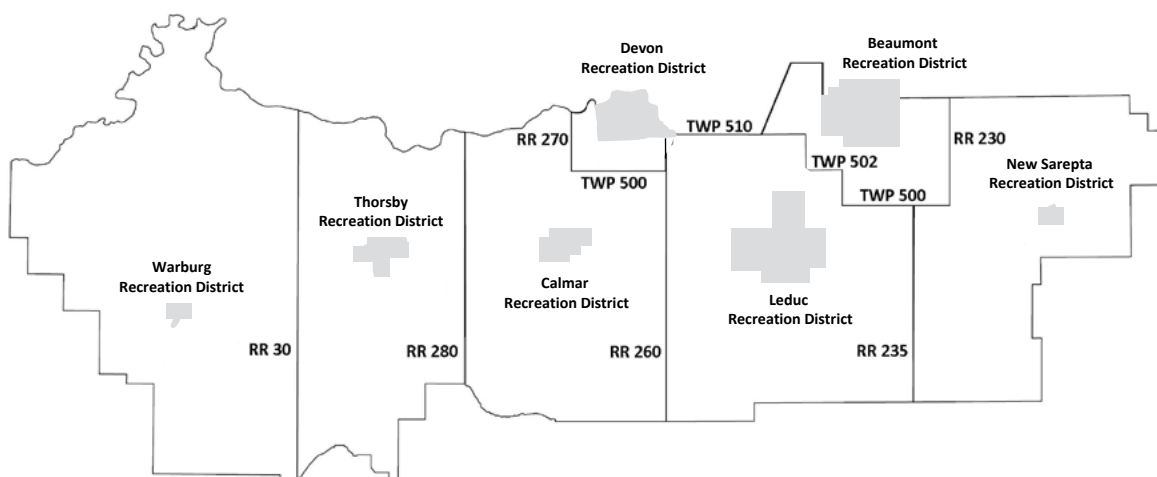 Devon
Recreation District
Beaumont
Recreation District
TWP 510
RR 270
RR 230
TWP 502
New Sarepta
Recreation District
TWP 500
TWP 500
Thorsby
Recreation District
Warburg
Recreation District
Calmar
Recreation District
Leduc
Recreation District
RR 30
RR 280
RR 260
RR 235